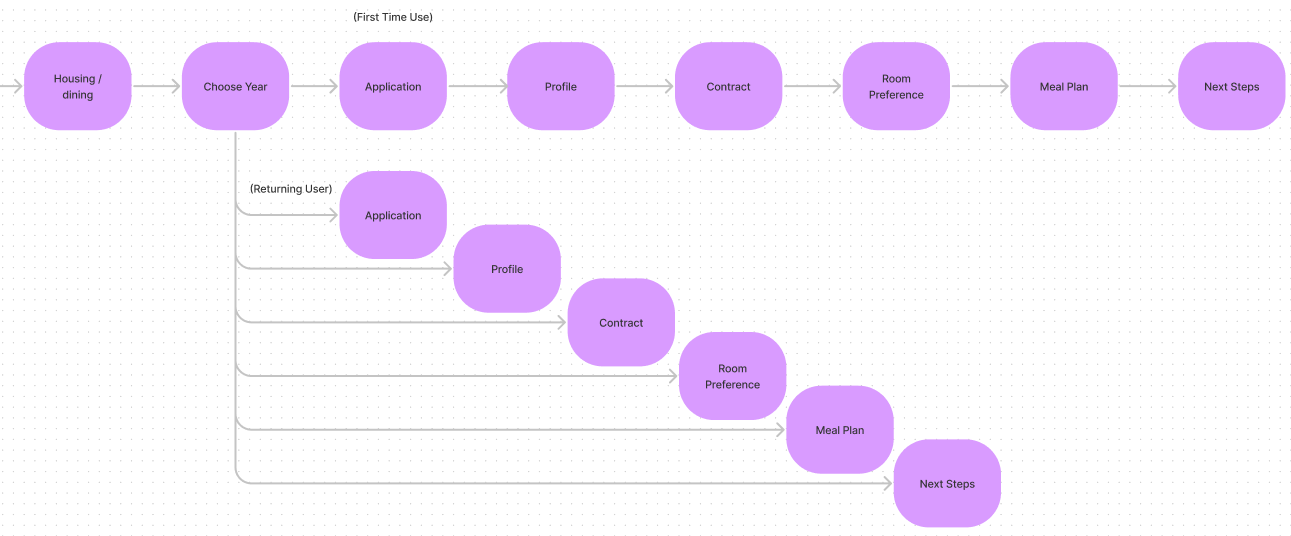 (First Time Use)
Housing /
dining
Choose Year
Application
Profile
Contract
Room
Preference
Meal Plan
Next Steps
(Returning User)
Application
Profile
Contract
Room
Preference
Meal Plan
Next Steps